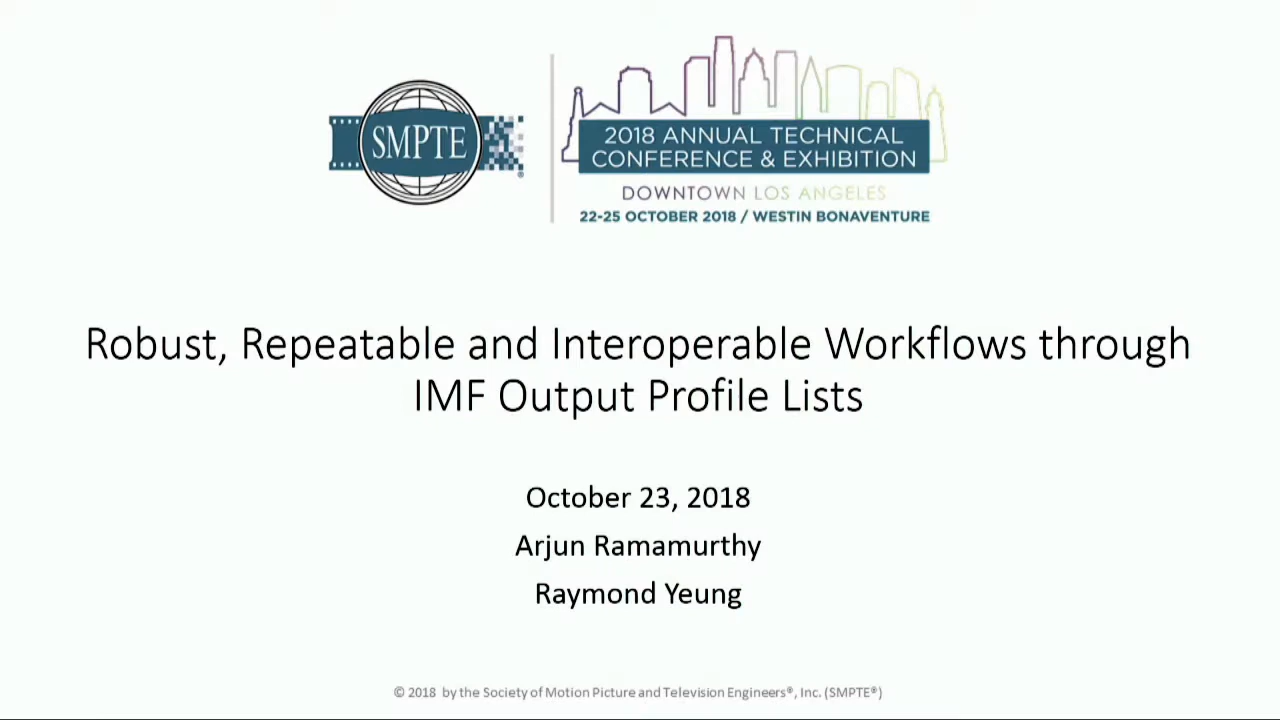 SMPTE
®
2018 ANNUAL TECHNICAL
CONFERENCE & EXHIBITION
DOWNTOWN LOS ANGELES
22-25 OCTOBER 2018 / WESTIN BONAVENTURE
Robust, Repeatable and Interoperable Workflows through
IMF Output Profile Lists
October 23, 2018
Arjun Ramamurthy
Raymond Yeung
© 2018 by the Society of Motion Picture and Television Engineers®, Inc. (SMPTE®)